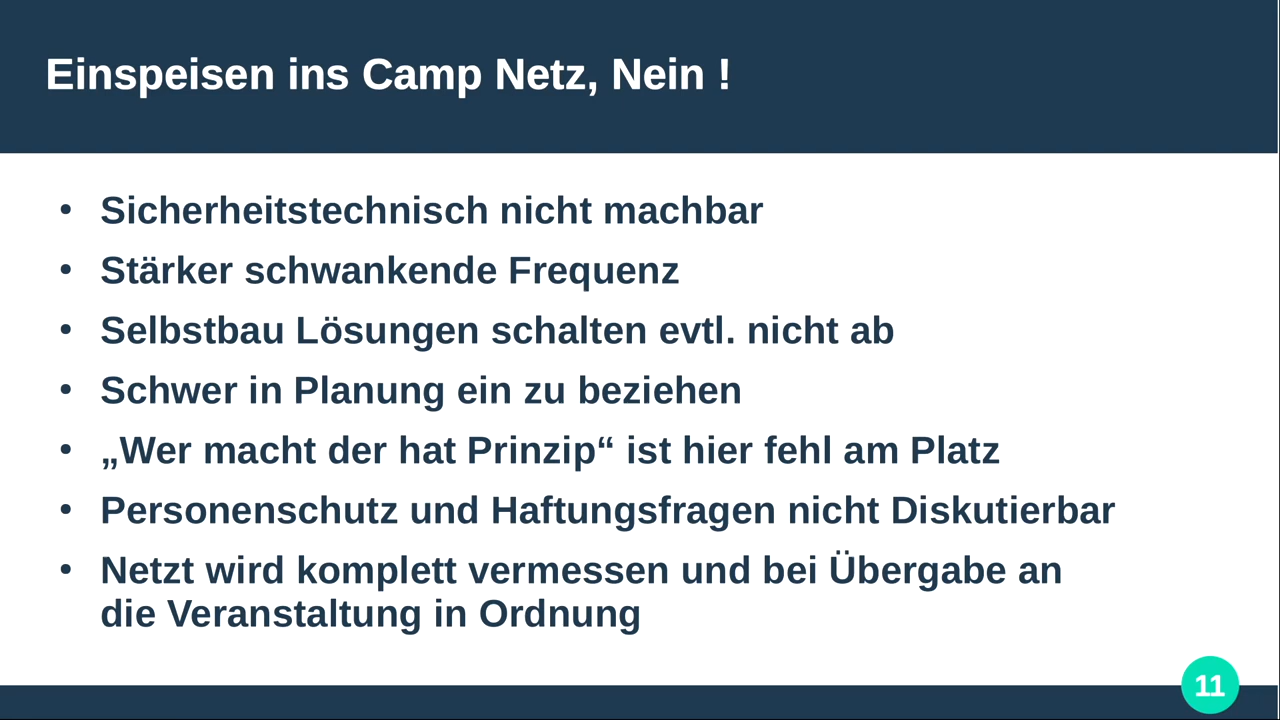 Einspeisen ins Camp Netz, Nein !
• Sicherheitstechnisch nicht machbar
• Stärker schwankende Frequenz
• Selbstbau Lösungen schalten evtl. nicht ab
• Schwer in Planung ein zu beziehen
• „Wer macht der hat Prinzip“ ist hier fehl am Platz
• Personenschutz und Haftungsfragen nicht Diskutierbar
• Netzt wird komplett vermessen und bei Übergabe an
die Veranstaltung in Ordnung
11